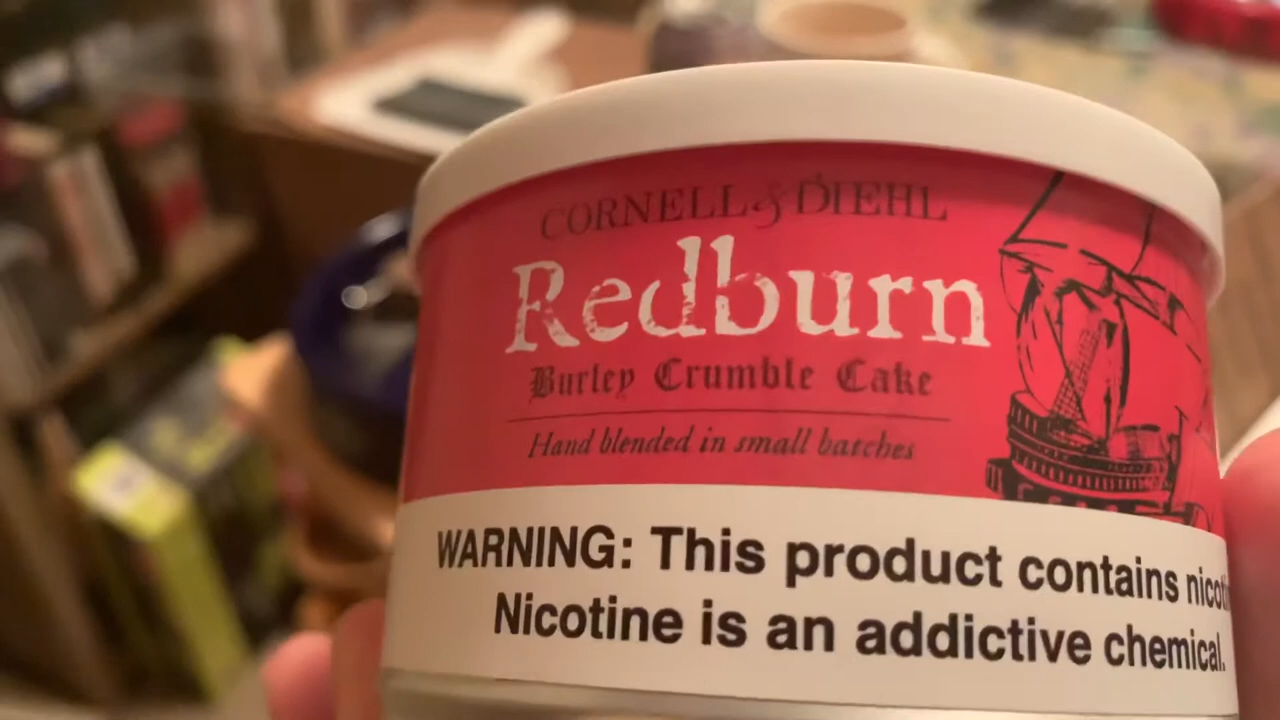 CORNELL & DIEHL
Redburn
Burley Crumble Cake
Hand blended in small batches
WARNING: This product contains nicoti
Nicotine is an addictive chemical.